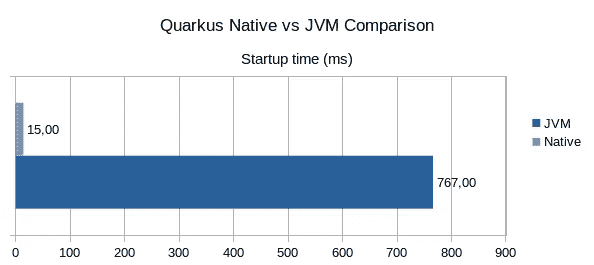 Quarkus Native vs JVM Comparison
Startup time (ms)
15,00
767,00
JVM
Native
0 100 200 300 400 500 600 700 800 900